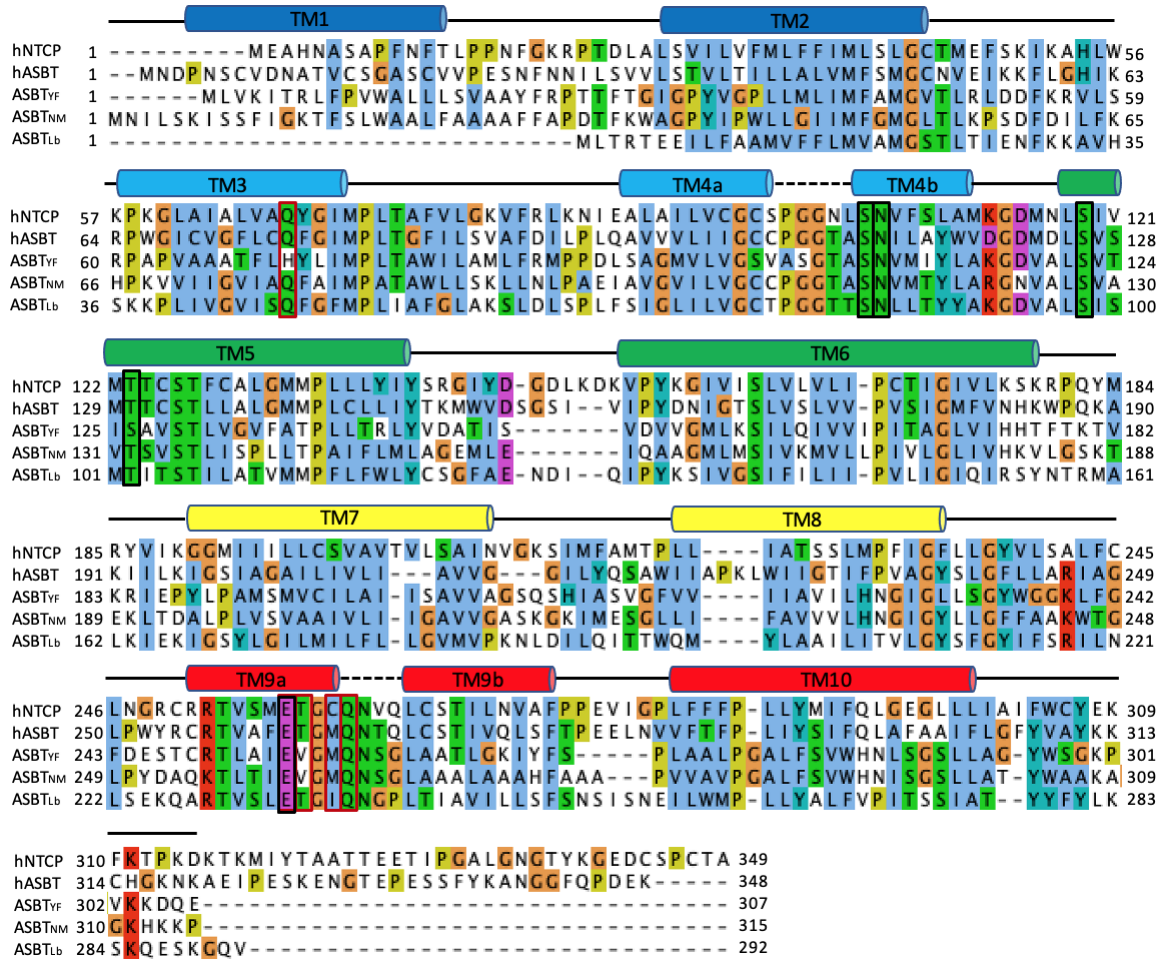 TM1 TM2
hNTCP 1 ---------MEAHNASAPFNFTLPPNFGKRPTDLALSVILVFMLFFIMLSLGCTMEFSKIKAHLW 56
hASBT 1 --MNDPNSCVDNATVCSGASCVVPESNFNNILSVVLSTVLTILLALVMFSMGCNVEIKKFLGHIK 63
ASBTYF 1 ------MLVKITRLFPVWALLLSVAAYFRPTTFTGIGPYVGPLLMLIMFAMGVTLRLDDFKRVLS 59
ASBTNM 1 MNILSKISSFIGKTFSLWAALFAAAAFFAPDTFKWAGPYIPWLLGIIMFGMGLTLKPSDFDILFK 65
ASBTLb 1 ------------------------------MLTRTEEILFAAMVFFLMVAMGSTLTIENFKKAVH 35
TM3 TM4a TM4b
hNTCP 57 KPKGLAIALVAQYGIMPLTAFVLGKVFRLKNIEALAILVCGCSPGGNLSNVFSLAMKGDMNLSIV 121
hASBT 64 RPWGICVGFLCQFGIMPLTGFILSVAFDILPLQAVVVLIIGCCPGGTASNILAYWVDGDMDLSVS 128
ASBTYF 60 RPAPVAAATFLHYLIMPLTAWILAMLFRMPPDLSAGMVLVGSVASGTASNVMIYLAKGDVALSVT 124
ASBTNM 66 HPKVVIIGVIAQFAIMPATAWLLSKLLNLPAEIAVGVILVGCCPGGTASNVMTYLARGNVALSVA 130
ASBTLb 36 SKKPLIVGVISQFGFMPLIAFGLAKSLDLSPLFSIGLILVGCTPGGTTSNLLTYYAKGDVALSIS 100
TM5 TM6
hNTCP 122 MTTCSTFCALGMMPLLLYIYSRGIYD-GDLKDKVPYKGIVISLVLVLI-PCTIGIVLKSKRPQYM 184
hASBT 129 MTTCSTLLALGMMPLCLLIYTKMWVDSGSI--VIPYDNIGTSLVSLVV-PVSIGMFVNHKWPQKA 190
ASBTYF 125 ISAVSTLVGVFATPLLTRLYVDATIS-------VDVVGMLKSILQIVVIPITAGLVIHHTFTKTV 182
ASBTNM 131 VTSVSTLISPLLTPAIFLMLAGEMLE-------IQAAGMLMSIVKMVLLPIVLGLIVHKVLGSKT 188
ASBTLb 101 MTITSTILATVMMPFLIFWLYCSGFAE-NDI--QIPYKSIVGSIFIILII-PVLIGIQIRSYNTRMA 161
TM7 TM8
hNTCP 185 RYVIKGGMIIILLCSVAVTVLSAINVGKSIMFAMTPLL----IATSSLMPFIGFLLGYVLSALFC 245
hASBT 191 KIILKIGSIAGAILIVLI---AVVG---GILYQSAWIIAPKLWIIGTIFPVAGYSLGFLLARIAG 249
ASBTYF 183 KRIEPYLPAMSMVCILAI-ISAVVAGSQSHIASVGFVV----IIAVILHNGIGLLSGYWGGKLFG 242
ASBTNM 189 EKLTDALPLVSVAAIVLI-IGAVVGASKGKIMESGLLI----FAVVVLHNGIGYLLGFFAAKWTG 248
ASBTLb 162 LKIEKIGSYLGILMILFL-LGVMVPKNLDILQITTWQM----YLAAILITVLGYSFGYIFSRILN 221
TM9a TM9b TM10
hNTCP 246 LNGRCRRTVSMETGCQNVQLCSTILNVAFPPEVIGPLFFFP-LLYMIFQLGEGLLLIAIFWCYEK 309
hASBT 250 LPWYRCRTVAFETGMQNTQLCSTIVQLSFTPEELNVVFTFP-LIYSIFQLAFAAIFLGFYVAYKK 313
ASBTYF 243 FDESTCRTLAIEVGMQNSGLAATLGKIYFS-----PLAALPGALFSVWHNLSGSLLAGYWSGKP 301
ASBTNM 249 LPYDAQKTLTIEVGMQNSGLAAALAAAHFAAA----PVVAVPGALFSVWHNISGSLLAT-YWAAKA 309
ASBTLb 222 LSEKQARTVSLETGIQNGPLTIAVILLSFSNSISNEILWMP-LLYALFVPITSSIAT--YYFYLK 283
hNTCP 310 FKTPKDKTKMIYTAATTEETIPGALGNGTYKGEDCSPCTA 349
hASBT 314 CHGKNKAEIPESKENGTEPESSFYKANGGFQPDEK----- 348
ASBTYF 302 VKKDQE---------------------------------- 307
ASBTNM 310 GKHKKP---------------------------------- 315
ASBTLb 284 SKQESKGQV------------------------------- 292